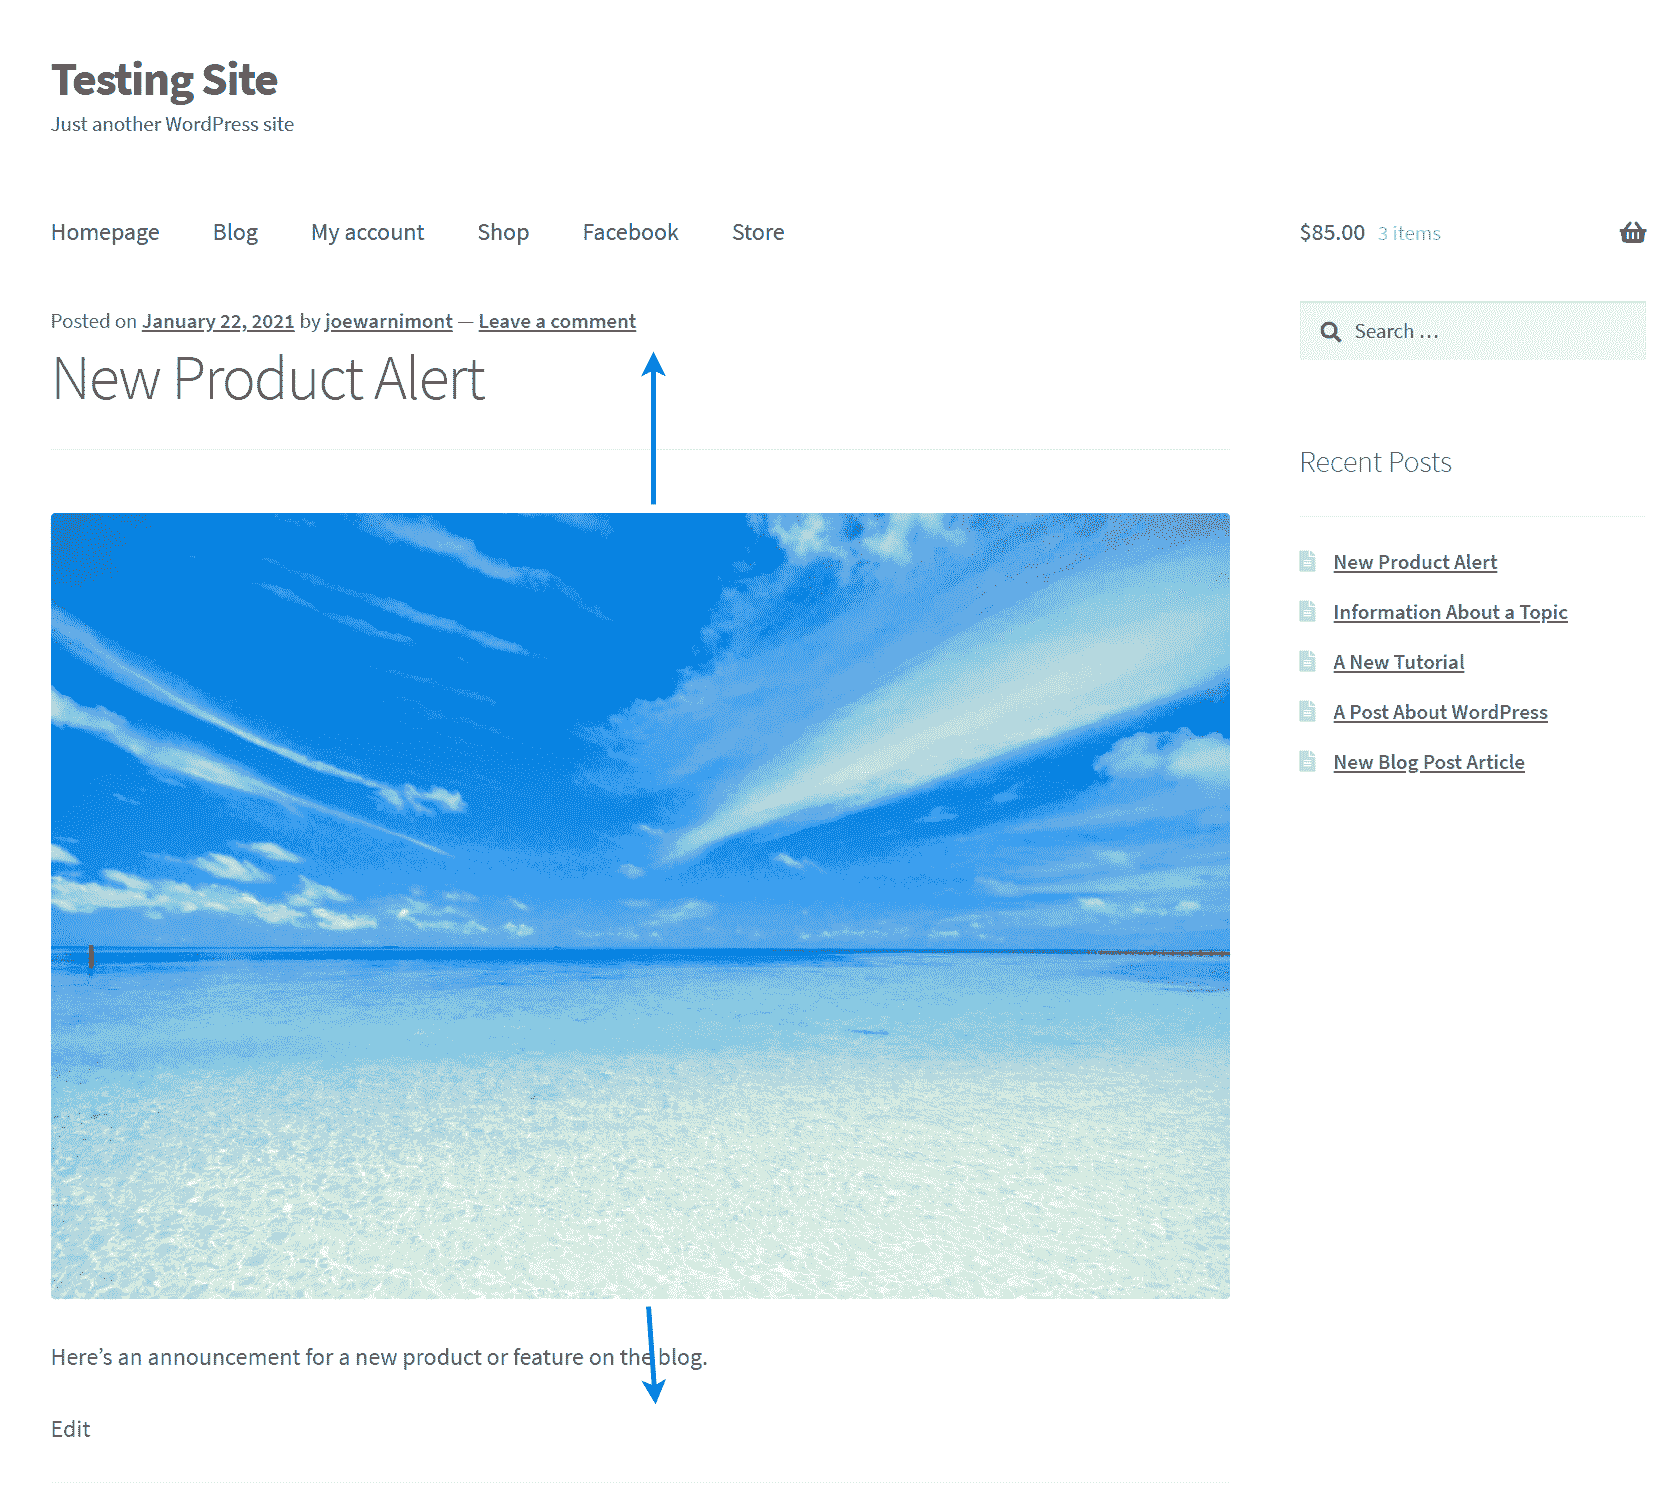 Testing Site
Just another WordPress site
Homepage Blog My account Shop Facebook Store
$85.00 3 items
Posted on January 22, 2021 by joewarnimont — Leave a comment
New Product Alert
Here’s an announcement for a new product or feature on the blog.
Edit
Search …
Recent Posts
New Product Alert
Information About a Topic
A New Tutorial
A Post About WordPress
New Blog Post Article